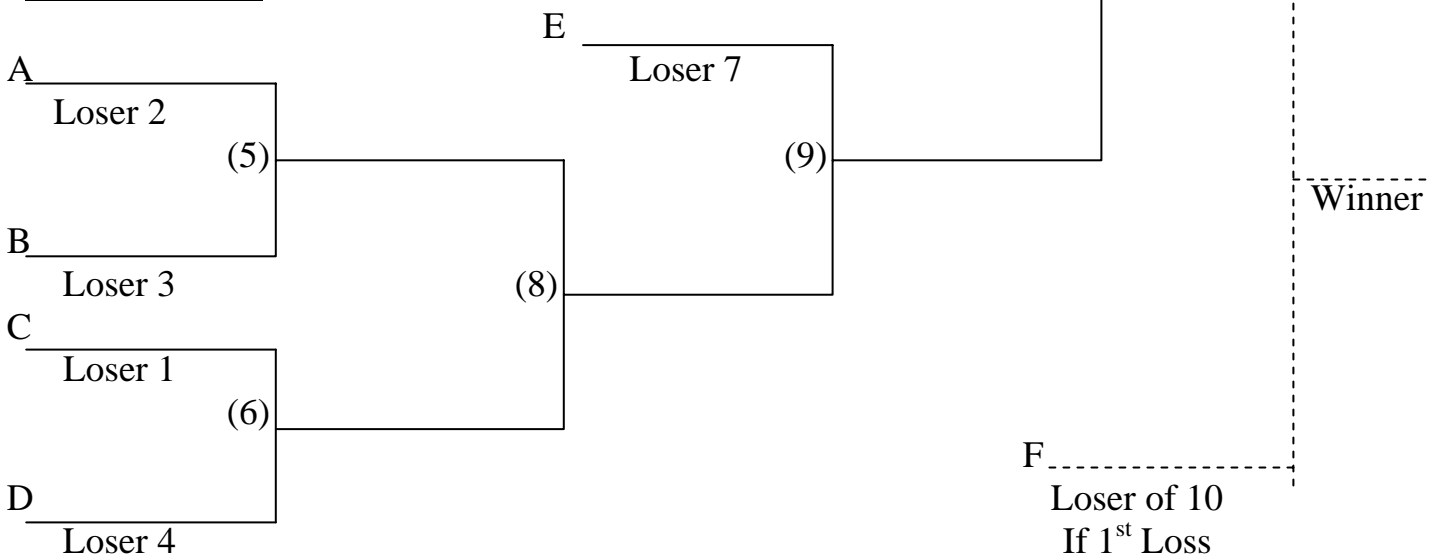 E
Loser 7
A
Loser 2
(5)
(9)
Winner
B
Loser 3
(8)
C
Loser 1
(6)
F
D
Loser of 10
Loser 4
If 1st Loss